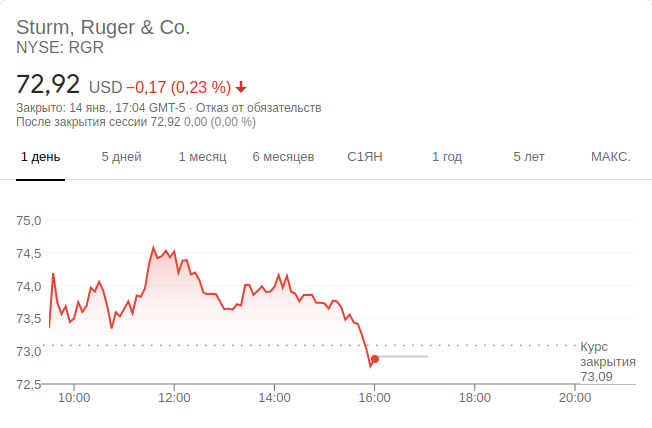 Sturm, Ruger & Co.
NYSE: RGR
72,92 USD −0,17 (0,23 %)
Закрыто: 14 янв., 17:04 GMT-5 · Отказ от обязательств
После закрытия сессии 72,92 0,00 (0,00 %)
1 день 5 дней 1 месяц 6 месяцев С1ЯН 1 год 5 лет МАКС.
75,0
74,5
74,0
73,5
73,0
72,5
Курс
закрытия
73,09
10:00 12:00 14:00 16:00 18:00 20:00